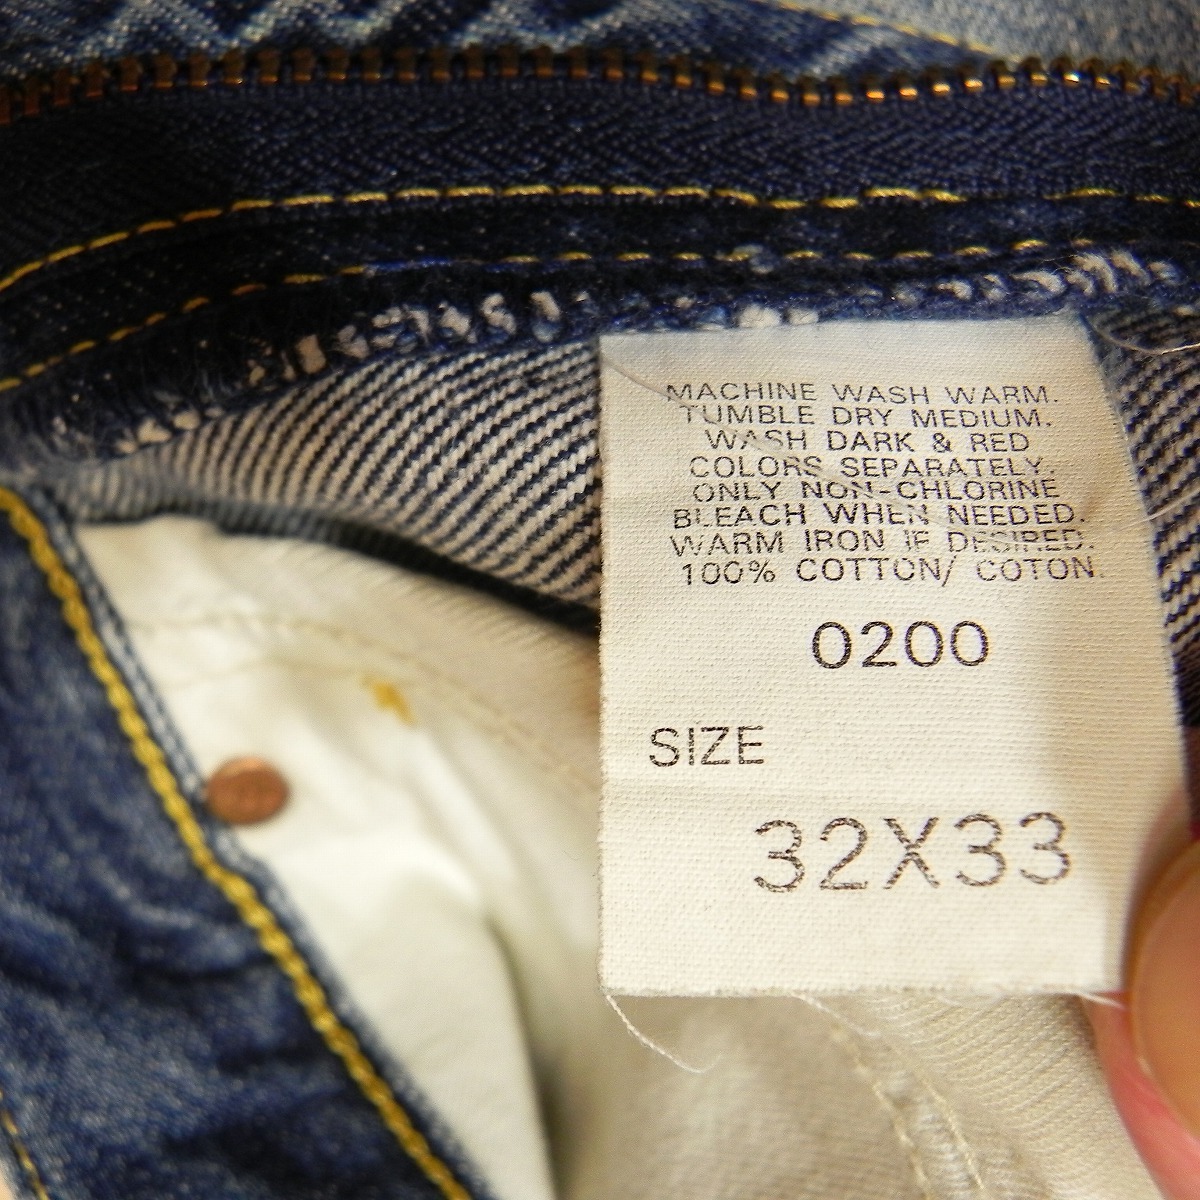 MACHINE WASH WARM.
TUMBLE DRY MEDIUM.
WASH DARK & RED
COLORS SEPARATELY.
ONLY NON-CHLORINE
BLEACH WHEN NEEDED.
WARM IRON IF DESIRED.
100% COTTON/ COTON.
0200
SIZE
32X33